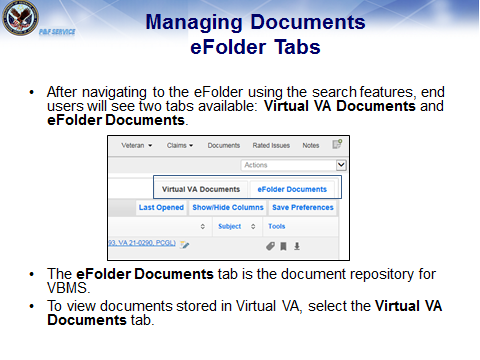 P&F SERVICE
Managing Documents
eFolder Tabs
• After navigating to the eFolder using the search features, end
users will see two tabs available: Virtual VA Documents and
eFolder Documents.
Veteran Claims Documents Rated Issues Notes
Actions
Virtual VA Documents eFolder Documents
Last Opened Show/Hide Columns Save Preferences
Subject Tools
93, VA 21-0290, PCGL)
• The eFolder Documents tab is the document repository for
VBMS.
• To view documents stored in Virtual VA, select the Virtual VA
Documents tab.